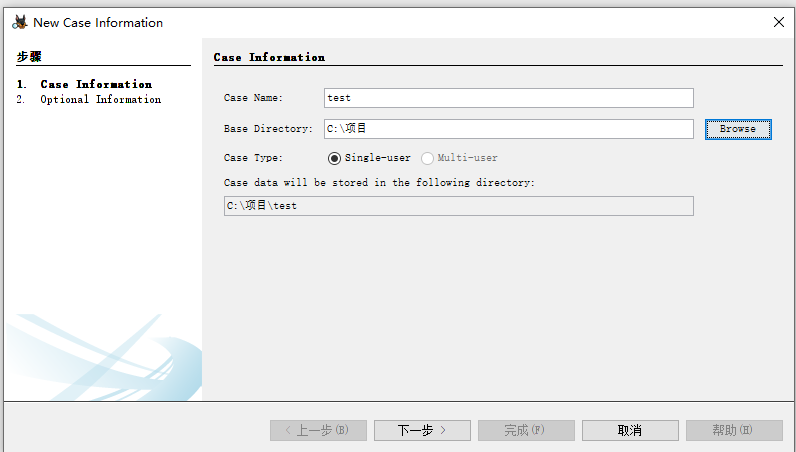 New Case Information
步骤
1. Case Information
2. Optional Information
Case Information
Case Name: test
Base Directory: C:\项目 Browse
Case Type: Single-user Multi-user
Case data will be stored in the following directory:
C:\项目\test
< 上一步(B) 下一步 > 完成(F) 取消 帮助(H)